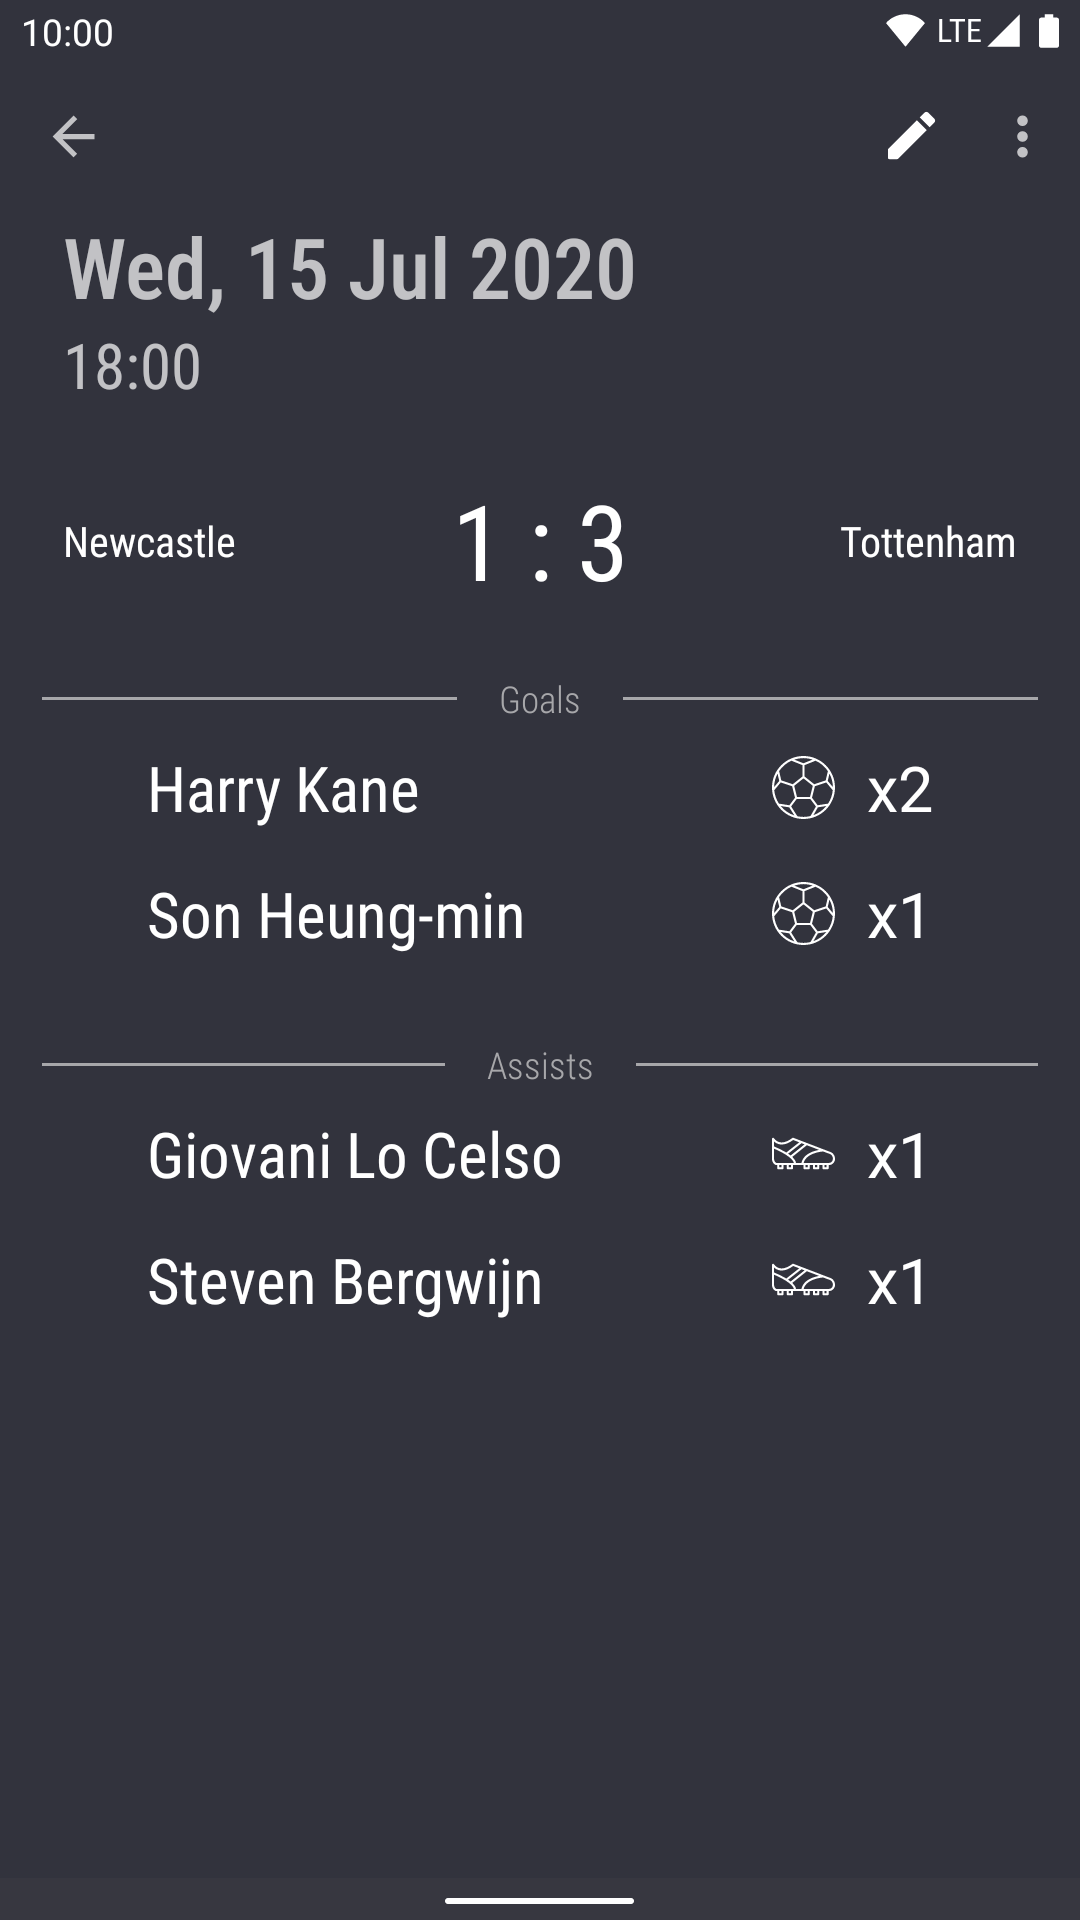 10:00 LTE
Wed, 15 Jul 2020
18:00
Newcastle 1 : 3 Tottenham
Goals
Harry Kane x2
Son Heung-min x1
Assists
Giovani Lo Celso x1
Steven Bergwijn x1